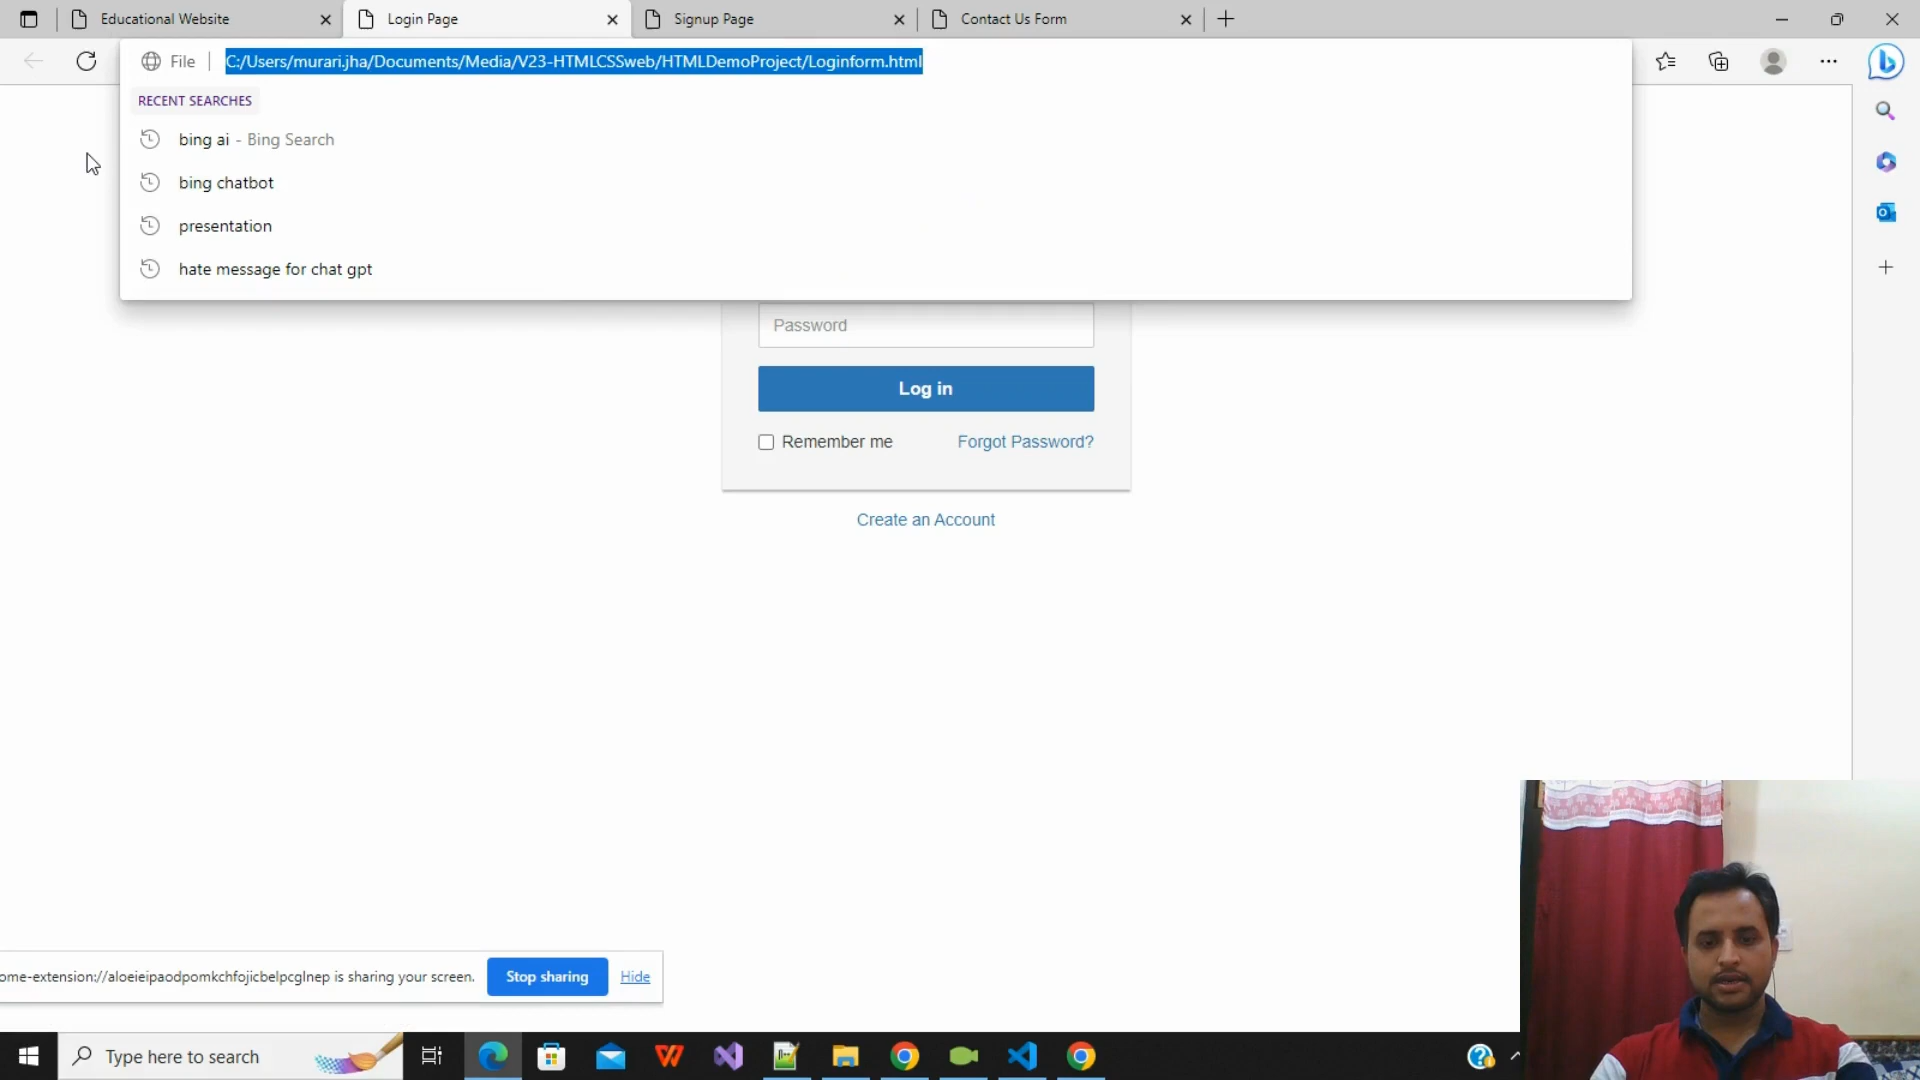 Educational Website
Login Page
Signup Page
Contact Us Form
File
C:/Users/murari.jha/Documents/Media/V23-HTMLCSSweb/HTMLDemoProject/Loginform.html
RECENT SEARCHES
bing ai - Bing Search
bing chatbot
presentation
hate message for chat gpt
Password
Log in
Remember me
Forgot Password?
Create an Account
ome-extension://aloeieipaodpomkchfojicbelpcglnep is sharing your screen.
Stop sharing
Hide
Type here to search